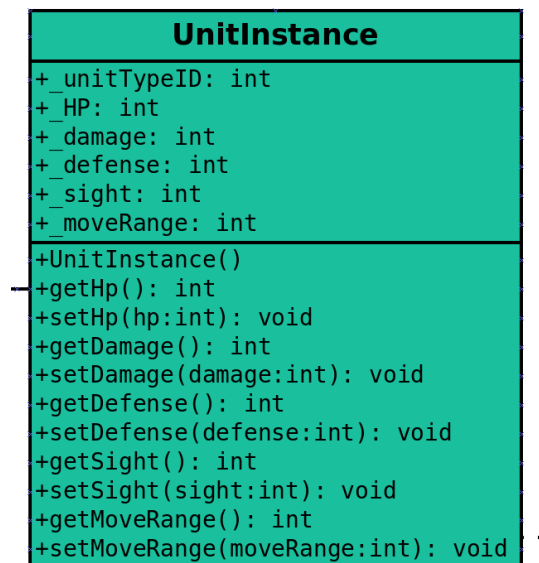 UnitInstance
+_unitTypeID: int
+_HP: int
+_damage: int
+_defense: int
+_sight: int
+_moveRange: int
+UnitInstance()
+getHp(): int
+setHp(hp:int): void
+getDamage(): int
+setDamage(damage:int): void
+getDefense(): int
+setDefense(defense:int): void
+getSight(): int
+setSight(sight:int): void
+getMoveRange(): int
+setMoveRange(moveRange:int): void